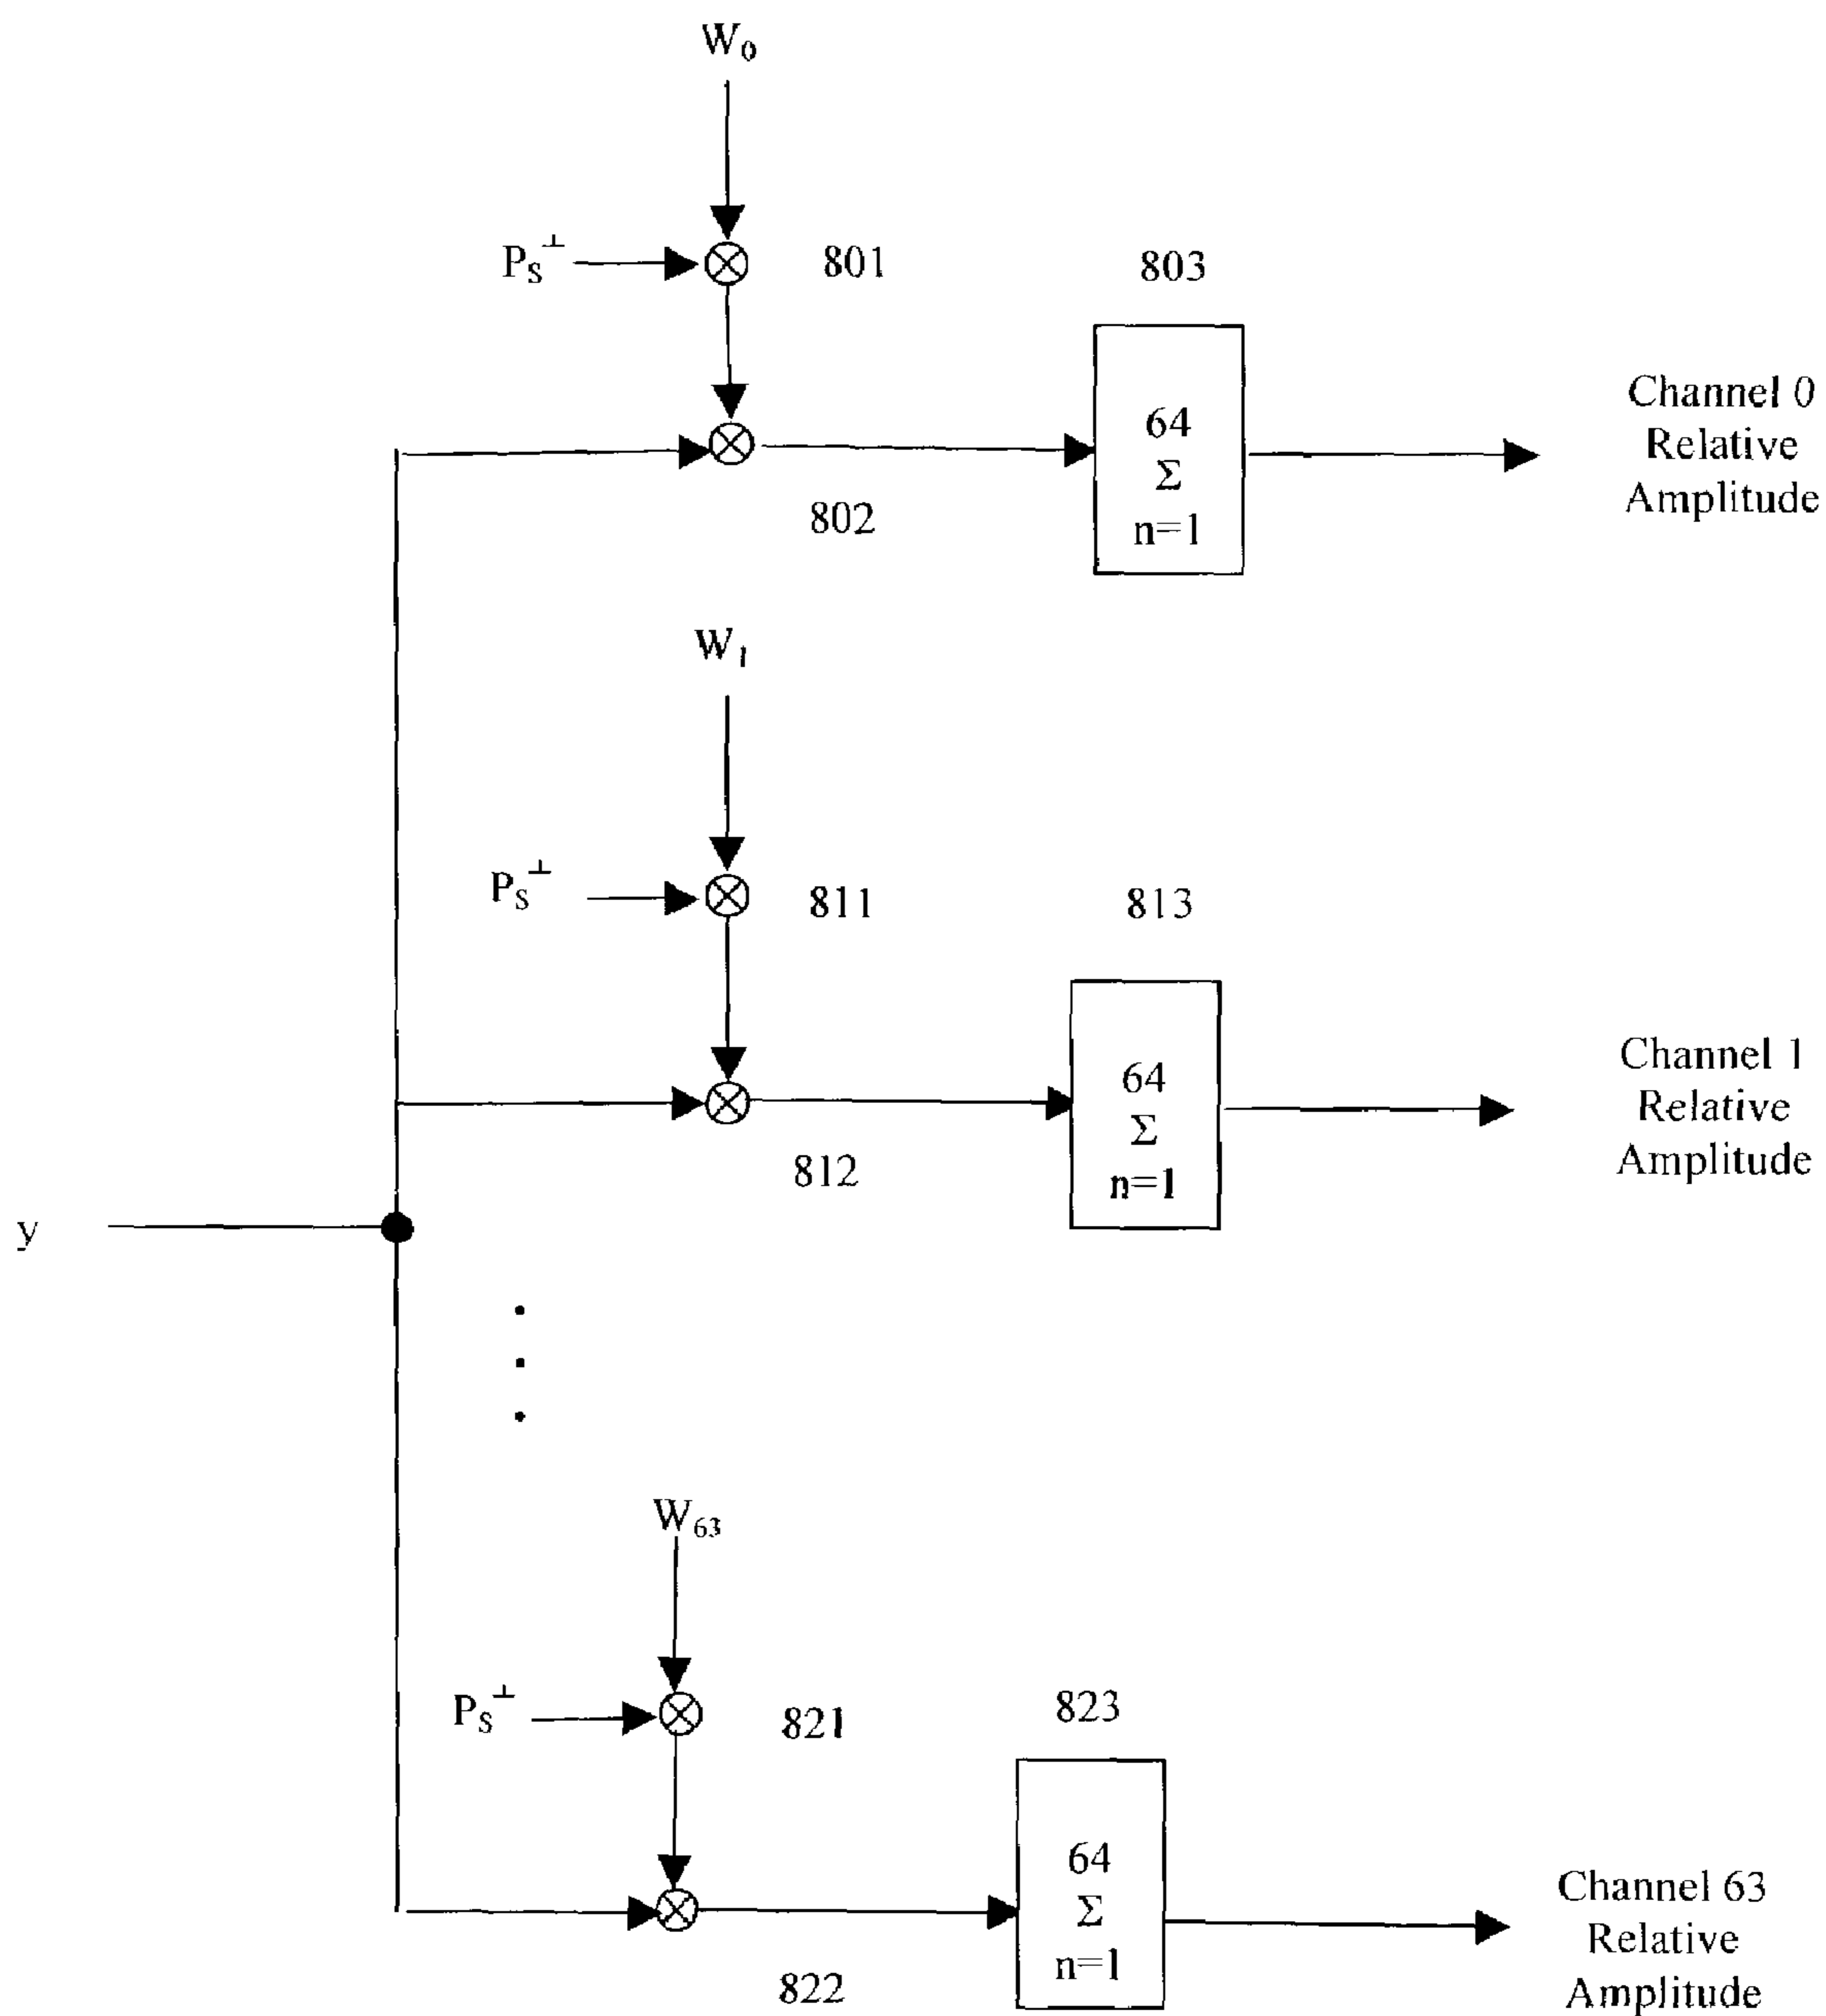 W₀
Pₛ⊥
801
803
64
Σ
n=1
Channel 0
Relative
Amplitude
802
W₁
Pₛ⊥
811
813
64
Σ
n=1
Channel 1
Relative
Amplitude
812
y
W₆₃
Pₛ⊥
821
823
64
Σ
n=1
Channel 63
Relative
Amplitude
822